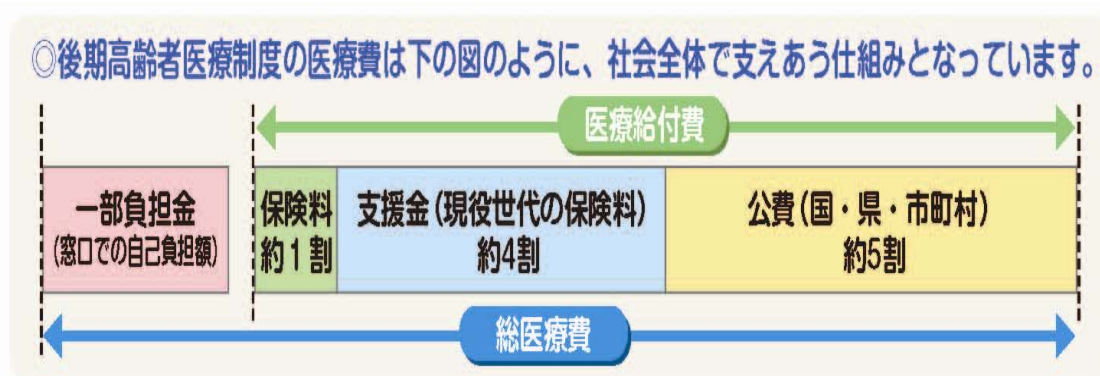 ◎後期高齢者医療制度の医療費は下の図のように、社会全体で支えあう仕組みとなっています。
医療給付費
一部負担金
(窓口での自己負担額)
保険料
約1割
支援金(現役世代の保険料)
約4割
公費(国・県・市町村)
約5割
総医療費